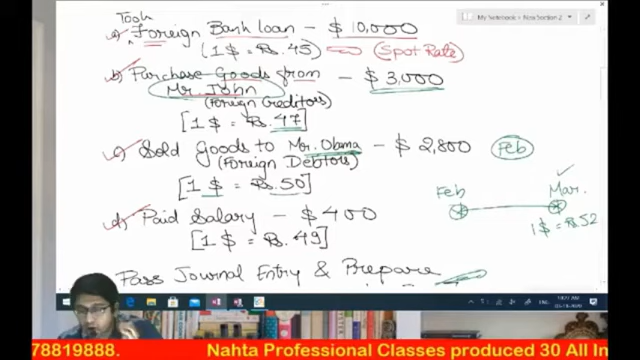 Took
a) Foreign Bank loan - $ 10,000
(1 $ = Rs. 45) (Spot Rate)
b) Purchase Goods from - $ 3,000
Mr. John
(Foreign Creditors)
[1 $ = Rs. 47]
c) Sold Goods to Mr. Obama - $ 2,800 Feb
(Foreign Debtors)
[1 $ = Rs. 50]
Feb Mar.
1 $ = Rs. 52
d) Paid Salary - $ 400
[1 $ = Rs. 49]
Pass Journal Entry & Prepare
My Notebook > New Section 2
ENG
78819888. Nahta Professional Classes produced 30 All In